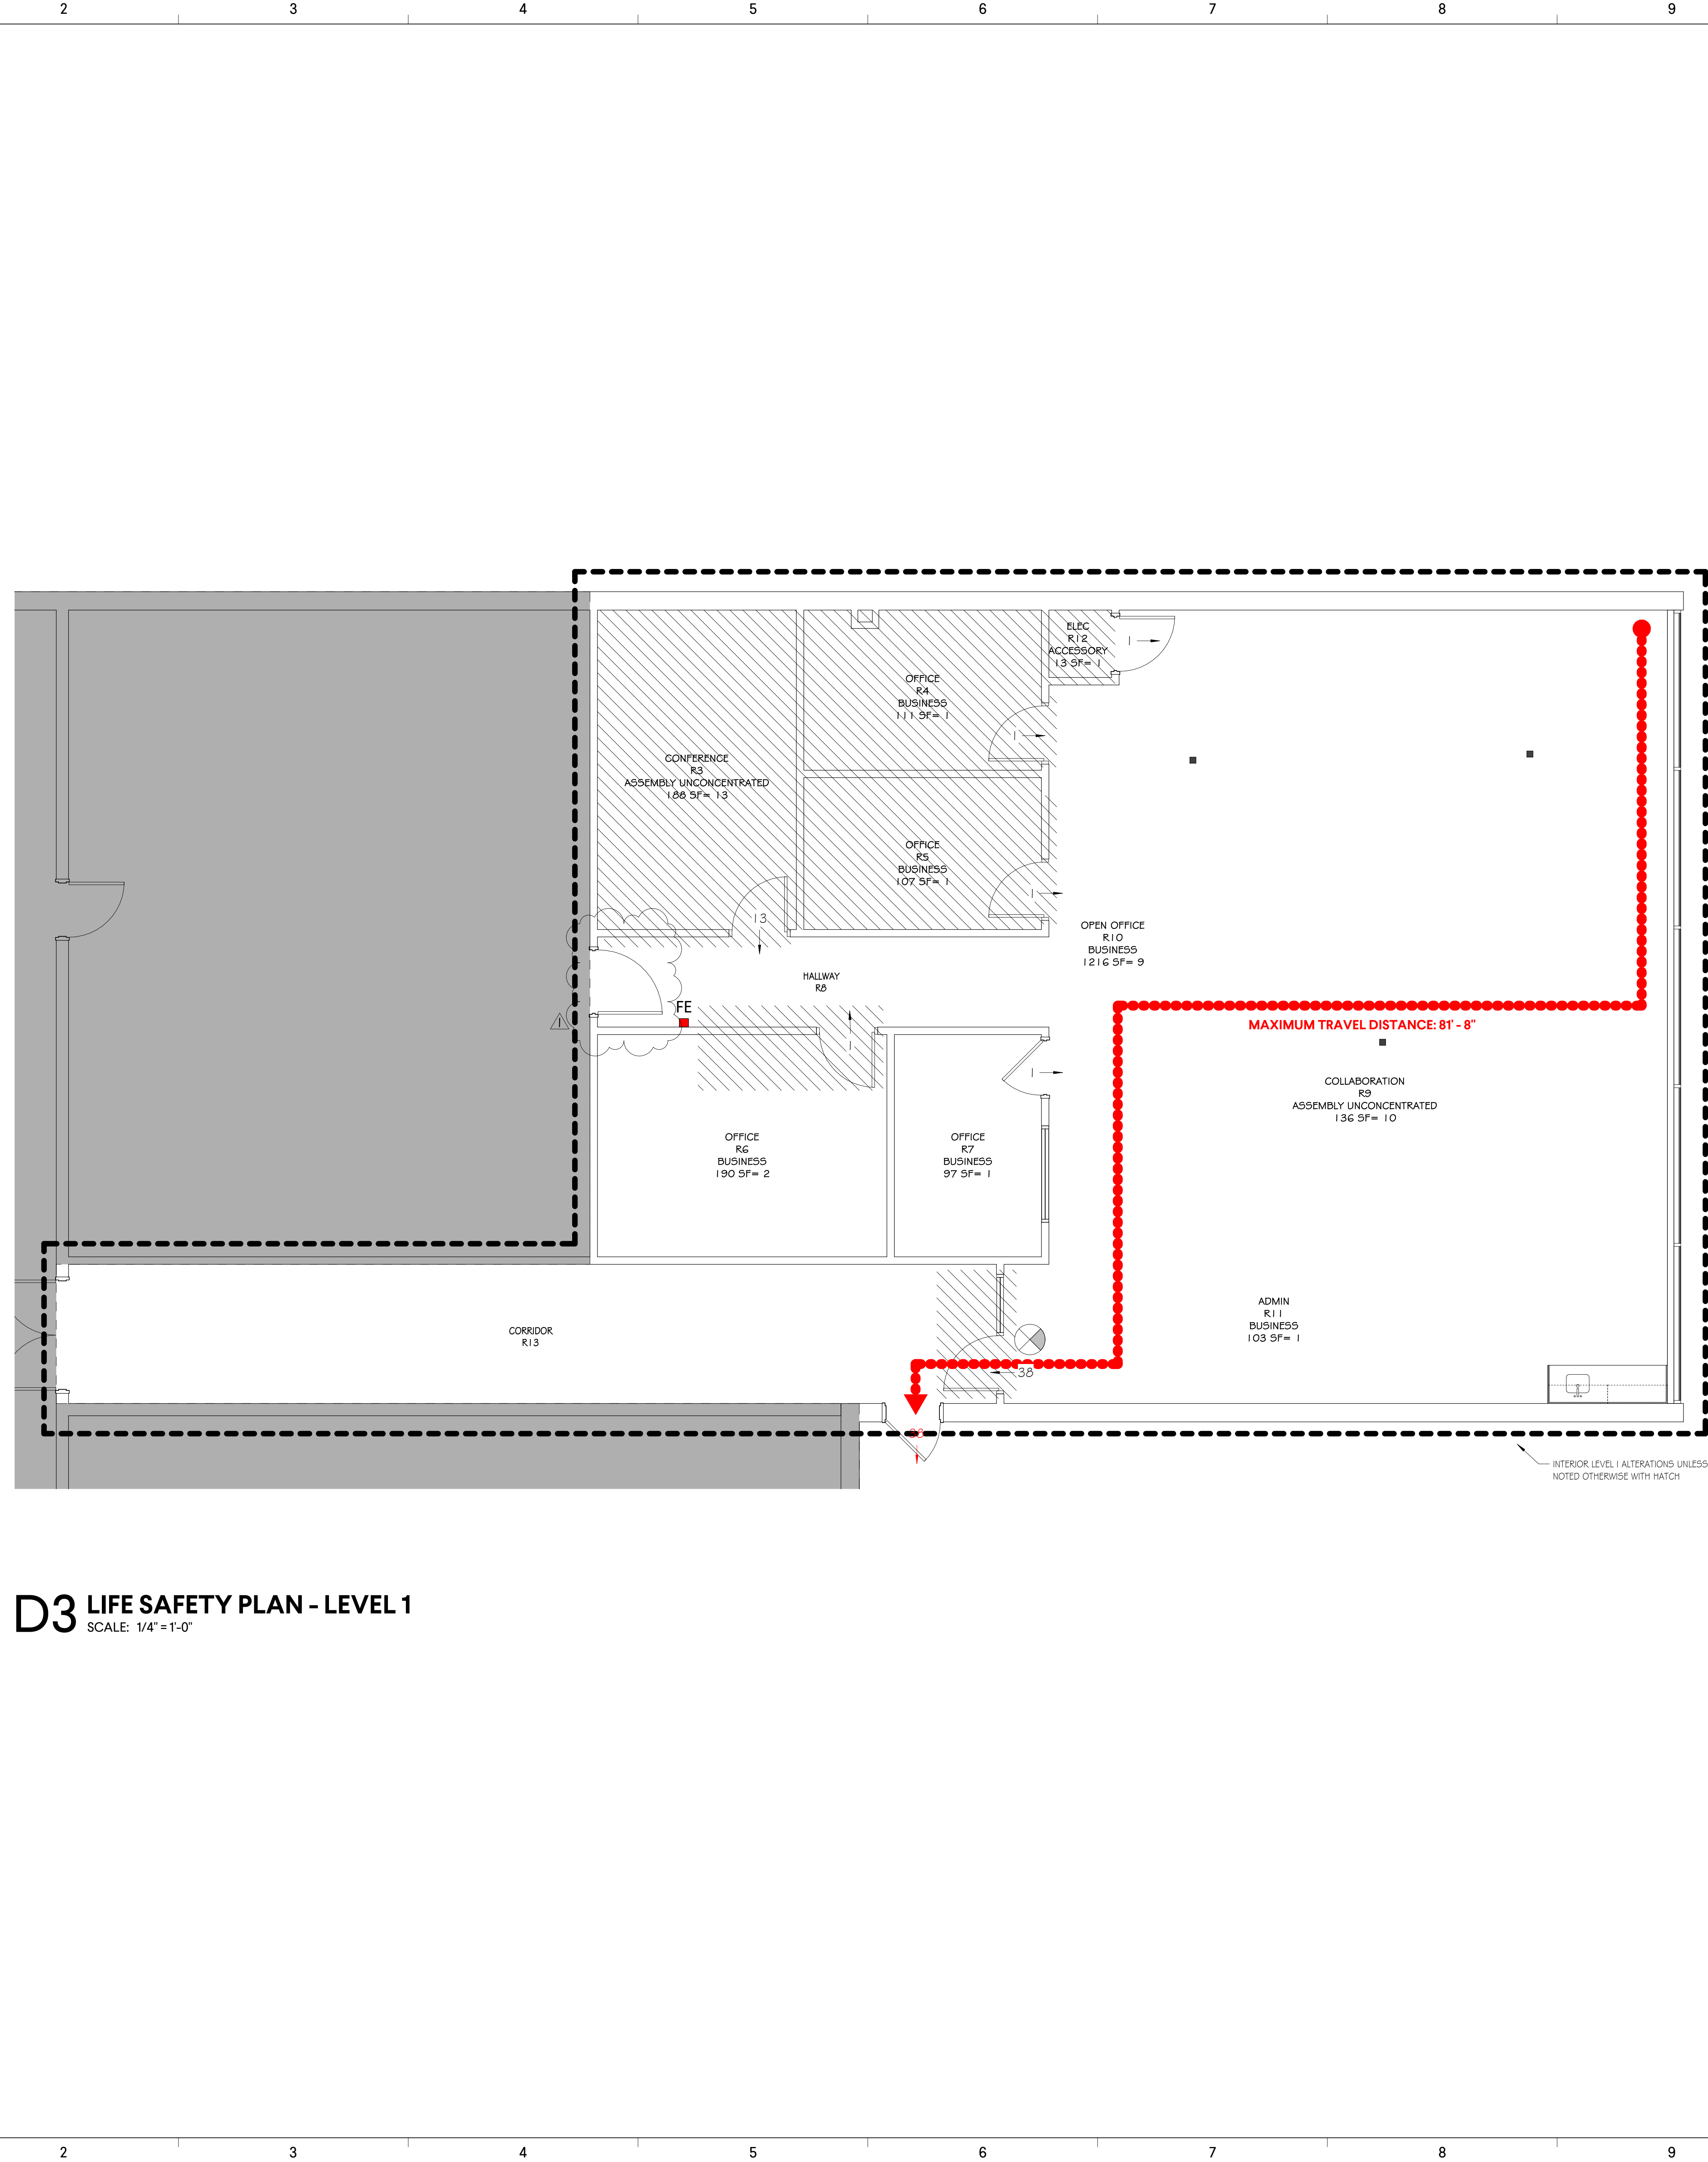 2 3 4 5 6 7 8 9
ELEC
R12
ACCESSORY
13 SF= 1
1
OFFICE
R4
BUSINESS
111 SF= 1
1
CONFERENCE
R3
ASSEMBLY UNCONCENTRATED
188 SF= 13
OFFICE
R5
BUSINESS
107 SF= 1
1
13
OPEN OFFICE
R10
BUSINESS
1216 SF= 9
HALLWAY
R8
FE
1
1
MAXIMUM TRAVEL DISTANCE: 81' - 8"
1
COLLABORATION
R9
ASSEMBLY UNCONCENTRATED
136 SF= 10
OFFICE
R6
BUSINESS
190 SF= 2
OFFICE
R7
BUSINESS
97 SF= 1
CORRIDOR
R13
ADMIN
R11
BUSINESS
103 SF= 1
38
INTERIOR LEVEL 1 ALTERATIONS UNLESS
NOTED OTHERWISE WITH HATCH
D3 LIFE SAFETY PLAN - LEVEL 1
SCALE: 1/4" = 1'-0"
2 3 4 5 6 7 8 9